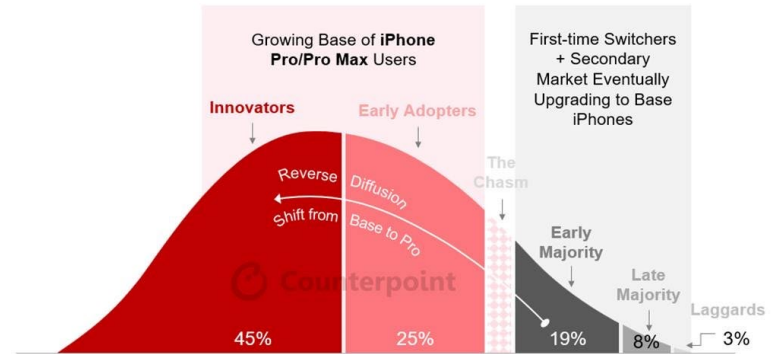 Growing Base of iPhone
Pro/Pro Max Users
First-time Switchers
+ Secondary
Market Eventually
Upgrading to Base
iPhones
Innovators
Early Adopters
The
Chasm
Reverse Diffusion
Shift from Base to Pro
Early
Majority
Late
Majority
Laggards
Counterpoint
45%
25%
19%
8%
3%